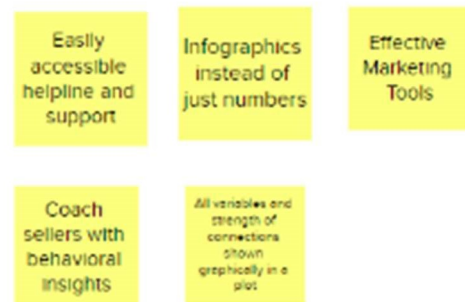 Easily
accessible
helpline and
support
Infographics
instead of
just numbers
Effective
Marketing
Tools
Coach
sellers with
behavioral
insights
All variables and
strength of
connections
shown
graphically in a
plot